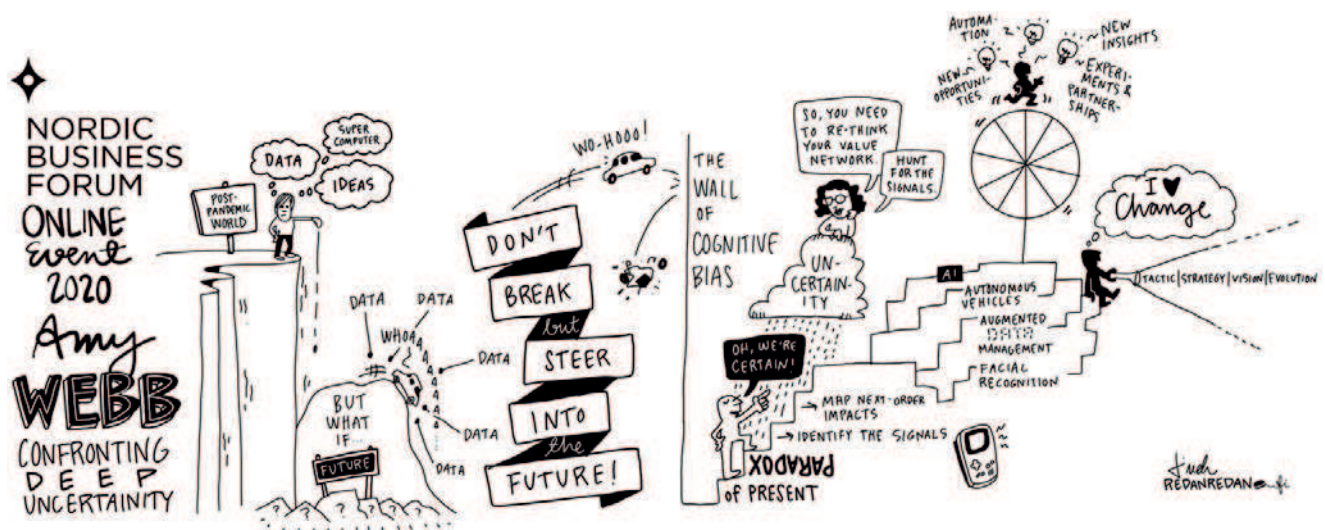 NORDIC
BUSINESS
FORUM
ONLINE
Event
2020
Amy
WEBB
CONFRONTING
DEEP
UNCERTAINITY
POST-
PANDEMIC
WORLD
DATA
SUPER
COMPUTER
IDEAS
DATA
DATA
WHOAA
DATA
DATA
DATA
BUT
WHAT
IF...
FUTURE
? ? ? ? ?
DON'T
BREAK
but
STEER
INTO
the
FUTURE!
WO-HOOO!
THE
WALL
OF
COGNITIVE
BIAS
SO, YOU NEED
TO RE-THINK
YOUR VALUE
NETWORK.
HUNT
FOR THE
SIGNALS.
UN-
CERTAIN-
ITY
OH, WE'RE
CERTAIN!
→ MAP NEXT-ORDER
IMPACTS
→ IDENTIFY THE SIGNALS
PARADOX
OF PRESENT
AUTOMA-
TION
NEW
INSIGHTS
NEW
OPPORTUNI-
TIES
EXPERI-
MENTS &
PARTNER-
SHIPS
AI
AUTONOMOUS
VEHICLES
AUGMENTED
DATA
MANAGEMENT
FACIAL
RECOGNITION
I ♥
Change
TACTIC|STRATEGY|VISION|EVOLUTION
REDANREDAN